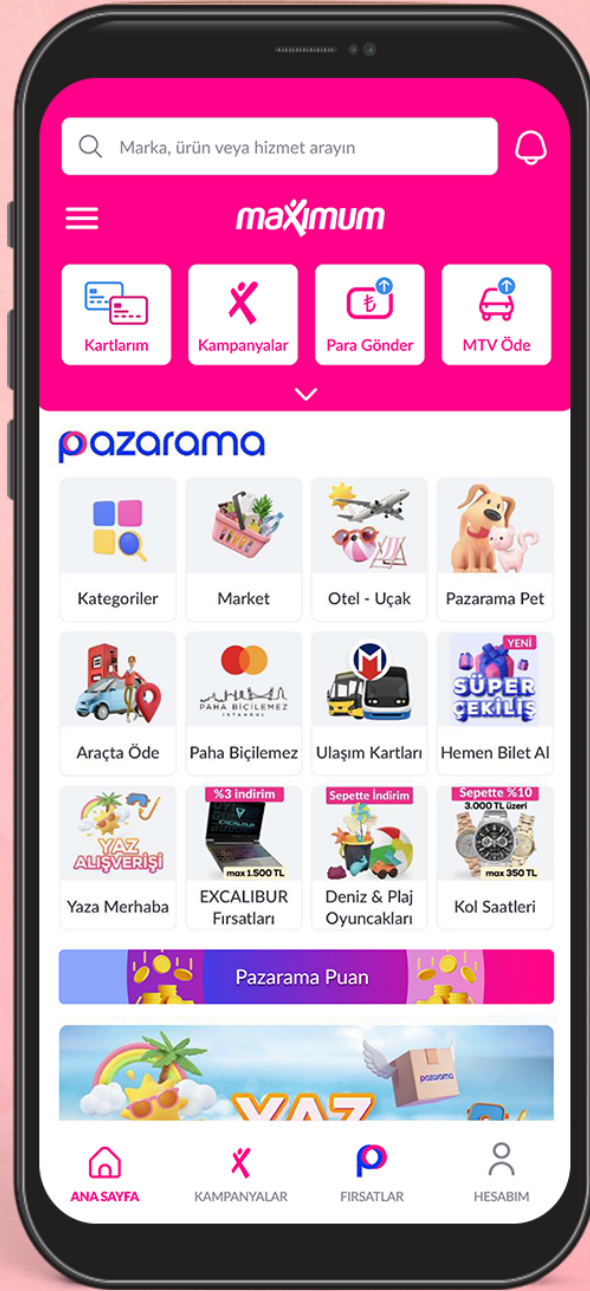 Marka, ürün veya hizmet arayın
maximum
Kartlarım
Kampanyalar
Para Gönder
MTV Öde
pazarama
Kategoriler
Market
Otel - Uçak
Pazarama Pet
PAHA BİÇİLEMEZ
İSTANBUL
M
YENİ
SÜPER
ÇEKİLİŞ
Araçta Öde
Paha Biçilemez
Ulaşım Kartları
Hemen Bilet Al
YAZ
ALIŞVERİŞİ
%3 indirim
EXCALIBUR
max 1.500 TL
Sepette İndirim
Sepette %10
3.000 TL üzeri
max 350 TL
Yaza Merhaba
EXCALIBUR
Fırsatları
Deniz & Plaj
Oyuncakları
Kol Saatleri
Pazarama Puan
pazarama
YAZ
ANA SAYFA
KAMPANYALAR
FIRSATLAR
HESABIM